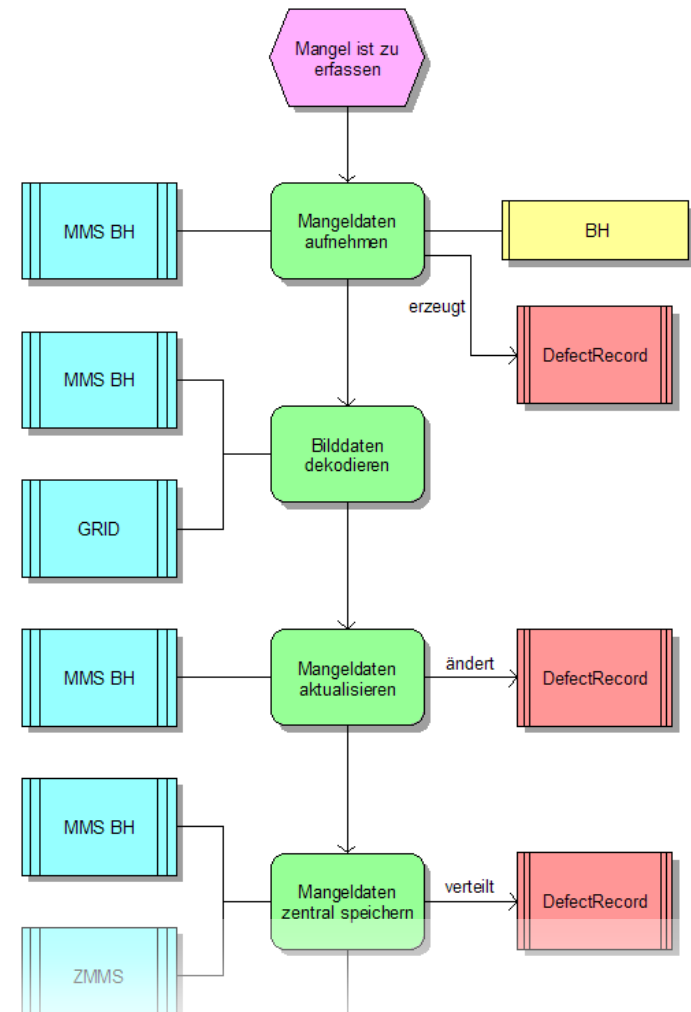 Mangel ist zu
erfassen
MMS BH
Mangeldaten
aufnehmen
BH
erzeugt
DefectRecord
MMS BH
Bilddaten
dekodieren
GRID
MMS BH
Mangeldaten
aktualisieren
ändert
DefectRecord
MMS BH
Mangeldaten
zentral speichern
verteilt
DefectRecord
ZMMS